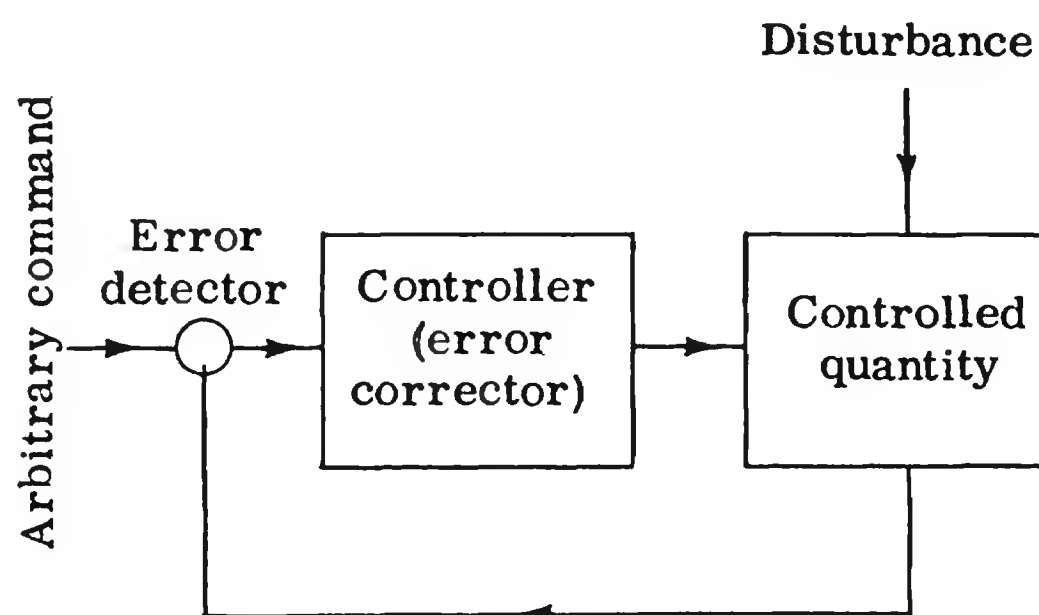 Disturbance
Arbitrary command
Error
detector
Controller
(error
corrector)
Controlled
quantity